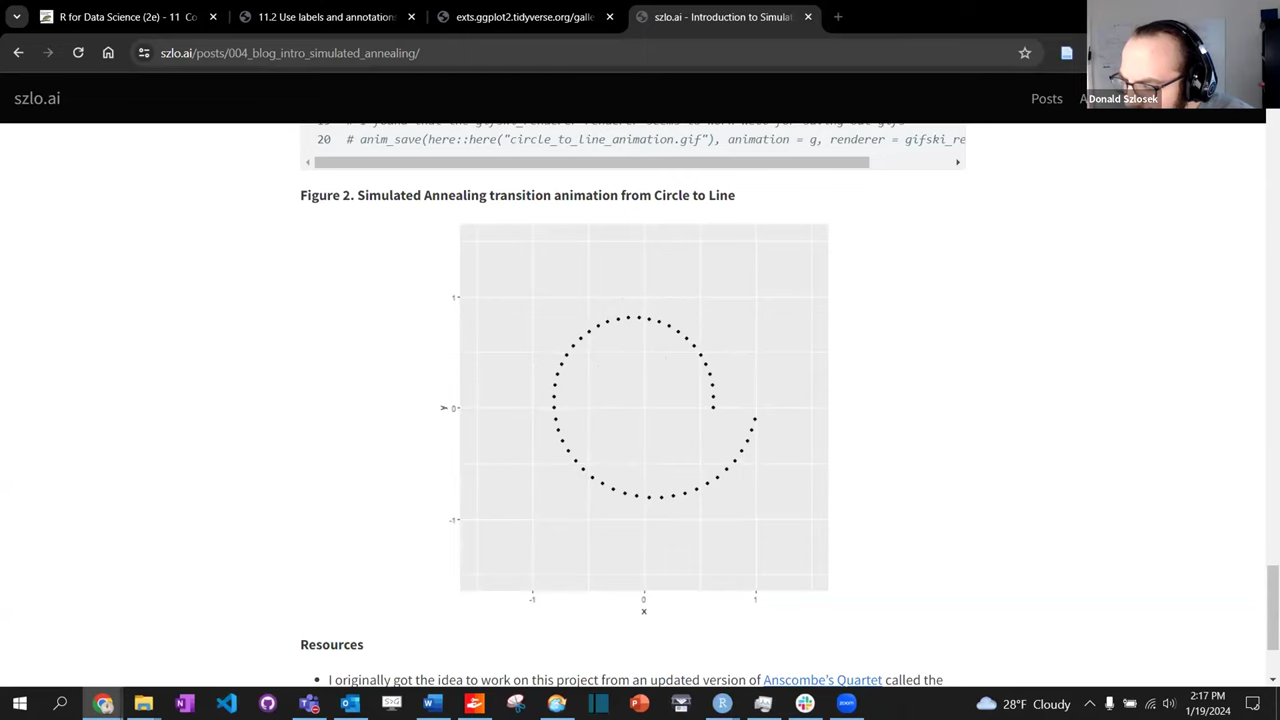 R for Data Science (2e) - 11 Co
11.2 Use labels and annotations
exts.ggplot2.tidyverse.org/galle
szlo.ai - Introduction to Simulat
szlo.ai/posts/004_blog_intro_simulated_annealing/
szlo.ai
Posts
Donald Szlosek
20 # anim_save(here::here("circle_to_line_animation.gif"), animation = g, renderer = gifski_re
Figure 2. Simulated Annealing transition animation from Circle to Line
1
y 0
-1
-1 0 1
x
Resources
I originally got the idea to work on this project from an updated version of Anscombe's Quartet called the
28°F Cloudy
2:17 PM
1/19/2024